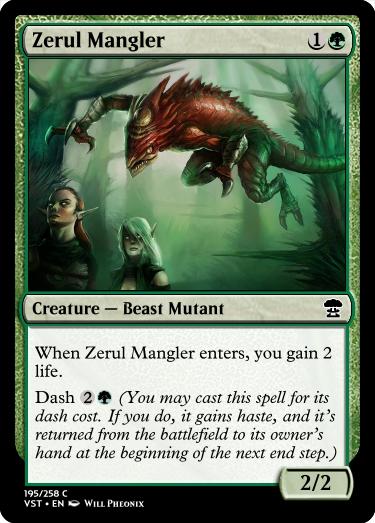 Zerul Mangler 1
Creature — Beast Mutant
When Zerul Mangler enters, you gain 2
life.
Dash 2 (You may cast this spell for its
dash cost. If you do, it gains haste, and it's
returned from the battlefield to its owner's
hand at the beginning of the next end step.)
2/2
195/258 C
VST • EN Will Pheonix